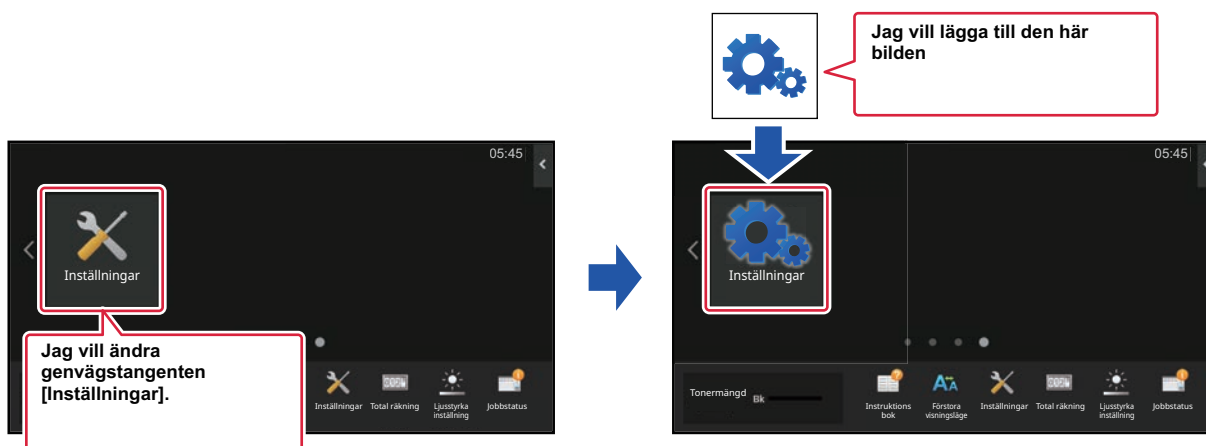 Jag vill lägga till den här
bilden
05:45
Inställningar
Jag vill ändra
genvägstangenten
[Inställningar].
Inställningar
Total räkning
Ljusstyrka
inställning
Jobbstatus
05:45
Inställningar
Tonermängd
Bk
Instruktions
bok
Förstora
visningsläge
Inställningar
Total räkning
Ljusstyrka
inställning
Jobbstatus